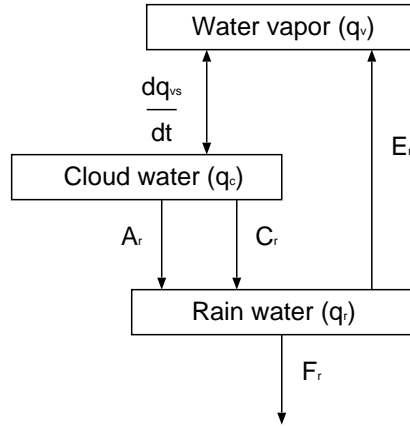 Water vapor (qv)
dqvs
dt
Er
Cloud water (qc)
Ar
Cr
Rain water (qr)
Fr